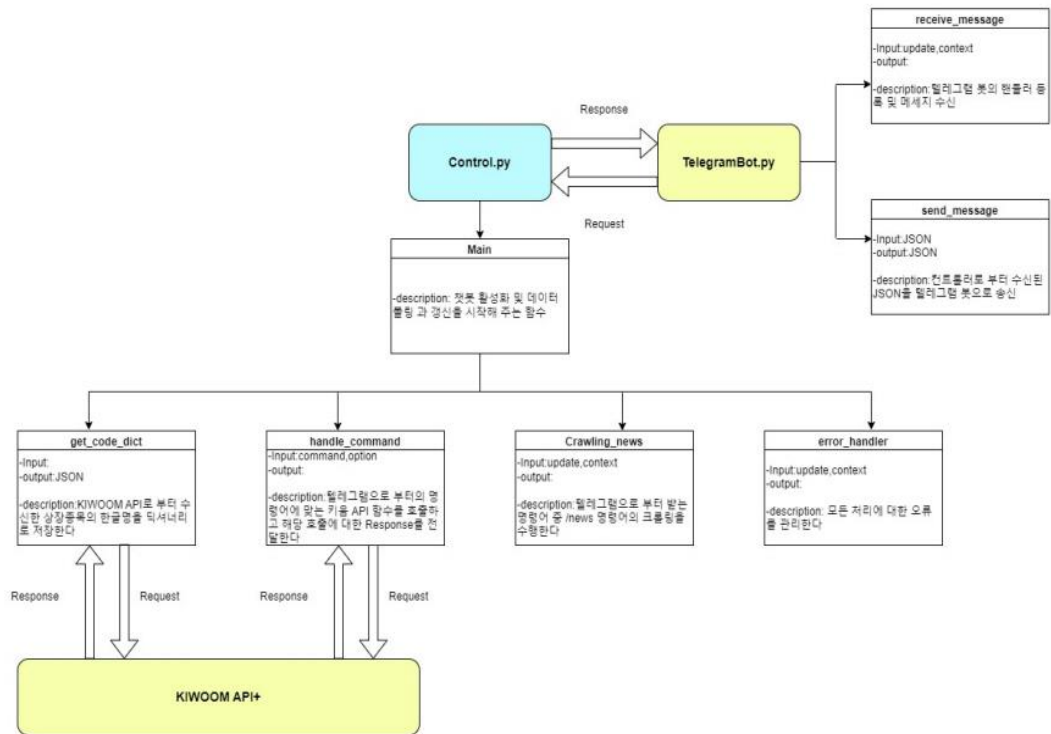 receive_message
-Input:update,context
-output:
-description:텔레그램 봇의 핸들러 등
록 및 메세지 수신
Response
Control.py
TelegramBot.py
Request
send_message
-Input:JSON
-output:JSON
-description:컨트롤러로 부터 수신된
JSON을 텔레그램 봇으로 송신
Main
-description: 챗봇 활성화 및 데이터
풀링 과 갱신을 시작해 주는 함수
get_code_dict
-Input:
-output:JSON
-description:KIWOOM API로 부터 수
신한 상장종목의 한글명을 딕셔너리
로 저장한다
handle_command
-Input:command,option
-output:
-description:텔레그램으로 부터의 명
령어에 맞는 키움 API 함수를 호출하
고 해당 호출에 대한 Response를 전
달한다
Crawling_news
-Input:update,context
-output:
-description:텔레그램으로 부터 받는
명령어 중 /news 명령어의 크롤링을
수행한다
error_handler
-Input:update,context
-output:
-description: 모든 처리에 대한 오류
를 관리한다
Response
Request
Response
Request
KIWOOM API+